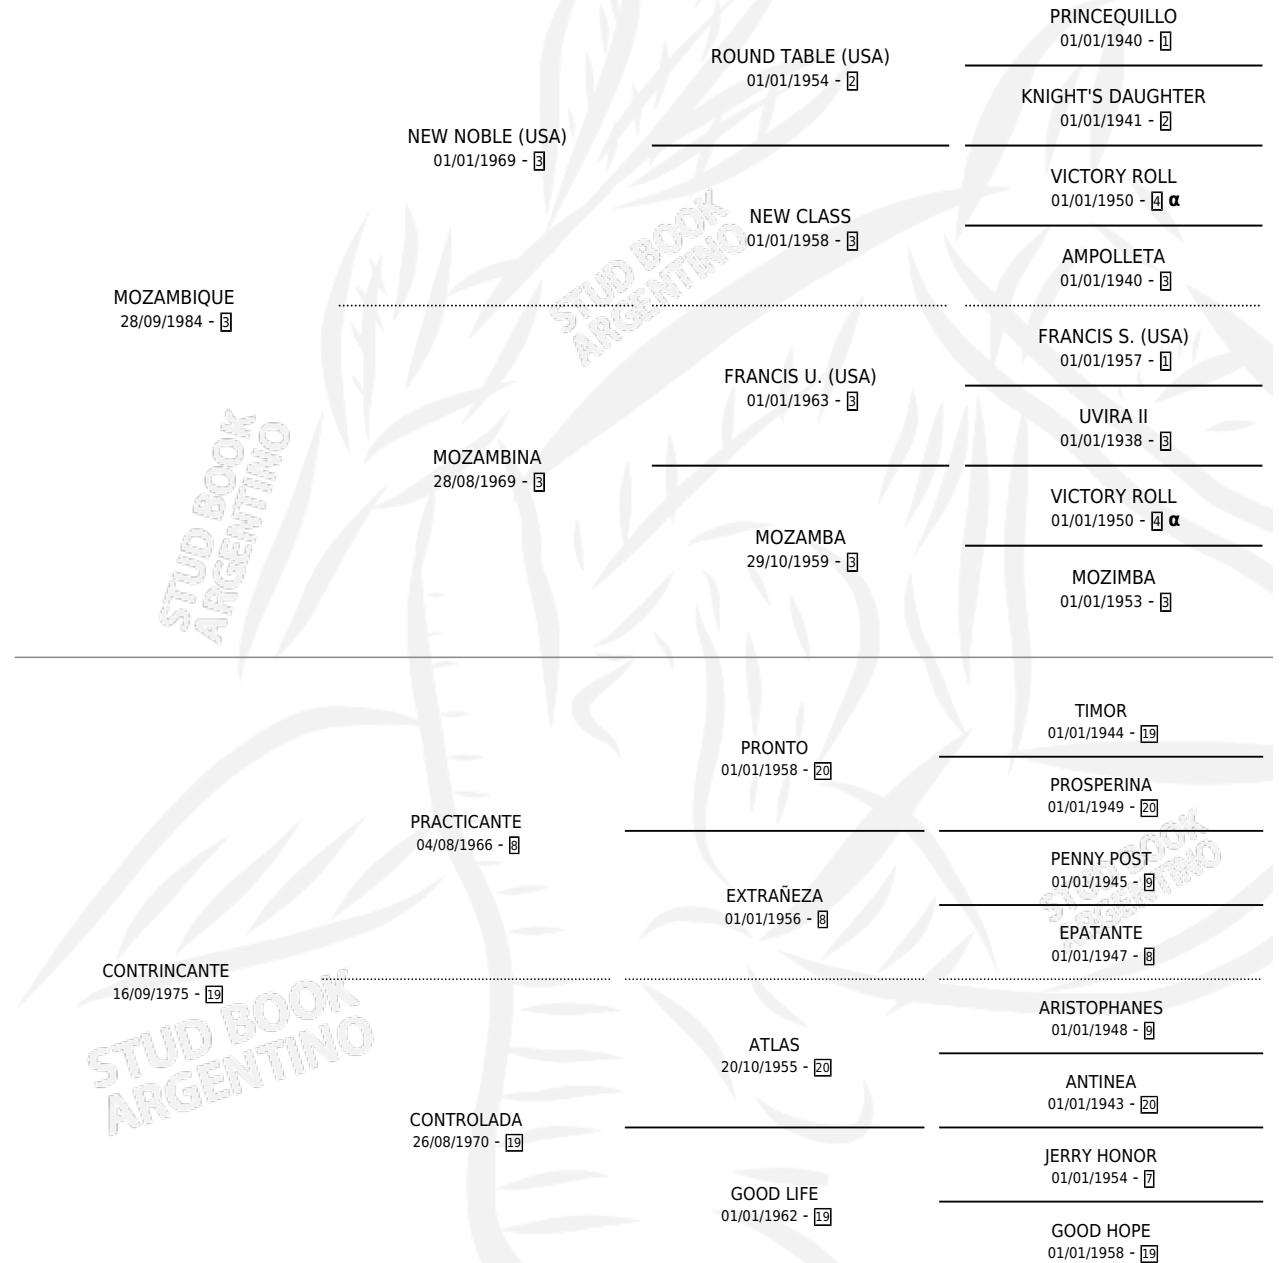 PRINCEQUILLO
01/01/1940 - 1
ROUND TABLE (USA)
01/01/1954 - 2
KNIGHT'S DAUGHTER
01/01/1941 - 2
NEW NOBLE (USA)
01/01/1969 - 3
VICTORY ROLL
01/01/1950 - 4 α
NEW CLASS
01/01/1958 - 3
AMPOLLETA
01/01/1940 - 3
MOZAMBIQUE
28/09/1984 - 3
FRANCIS S. (USA)
01/01/1957 - 1
FRANCIS U. (USA)
01/01/1963 - 3
UVIRA II
01/01/1938 - 3
MOZAMBINA
28/08/1969 - 3
VICTORY ROLL
01/01/1950 - 4 α
MOZAMBA
29/10/1959 - 3
MOZIMBA
01/01/1953 - 3
TIMOR
01/01/1944 - 19
PRONTO
01/01/1958 - 20
PROSPERINA
01/01/1949 - 20
PRACTICANTE
04/08/1966 - 8
PENNY POST
01/01/1945 - 9
EXTRAÑEZA
01/01/1956 - 8
EPATANTE
01/01/1947 - 8
CONTRINCANTE
16/09/1975 - 19
ARISTOPHANES
01/01/1948 - 9
ATLAS
20/10/1955 - 20
ANTINEA
01/01/1943 - 20
CONTROLADA
26/08/1970 - 19
JERRY HONOR
01/01/1954 - 7
GOOD LIFE
01/01/1962 - 19
GOOD HOPE
01/01/1958 - 19
STUD BOOK
ARGENTINO
STUD BOOK
ARGENTINO
STUD BOOK
ARGENTINO
STUD BOOK
ARGENTINO